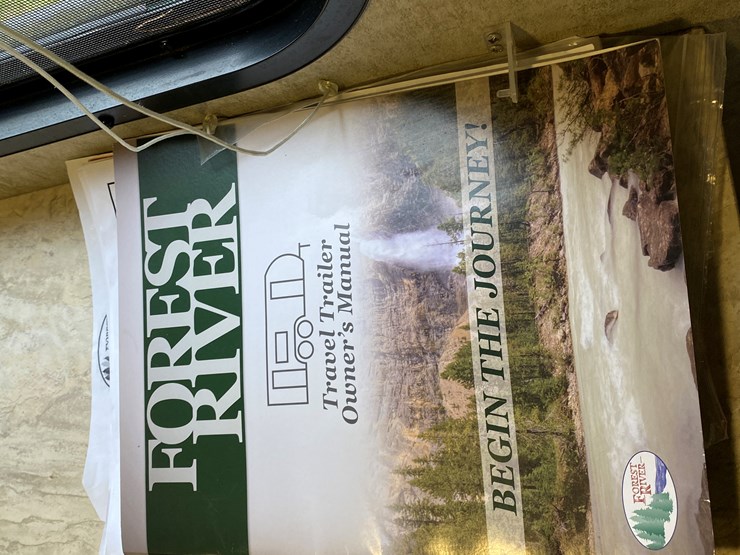 FOREST
RIVER
Travel Trailer
Owner's Manual
BEGIN THE JOURNEY!
FOREST
RIVER